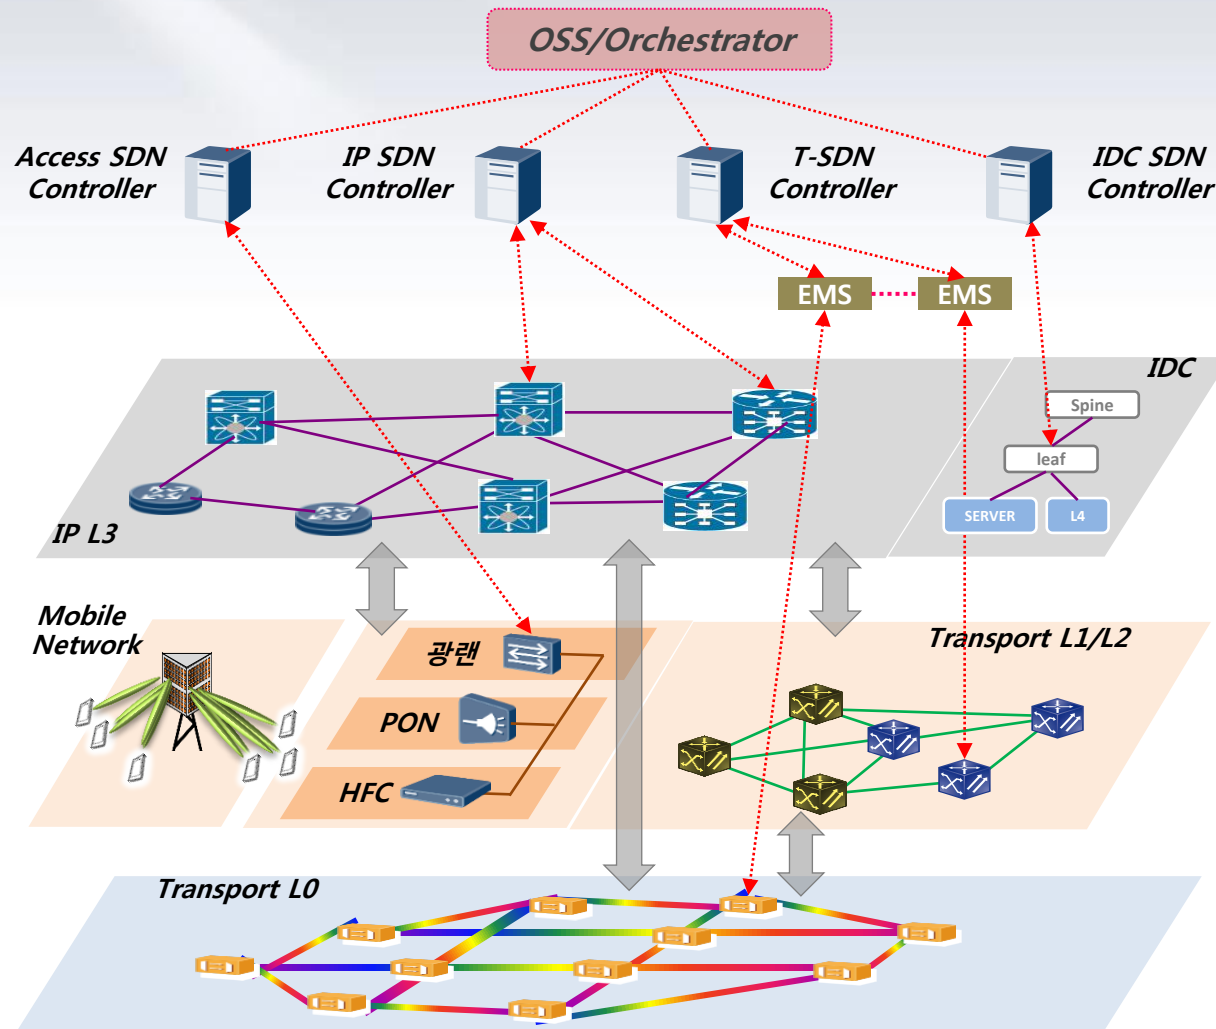 OSS/Orchestrator
Access SDN
Controller
IP SDN
Controller
T-SDN
Controller
IDC SDN
Controller
EMS
EMS
IDC
Spine
leaf
SERVER
L4
IP L3
Mobile
Network
광랜
PON
HFC
Transport L1/L2
Transport L0